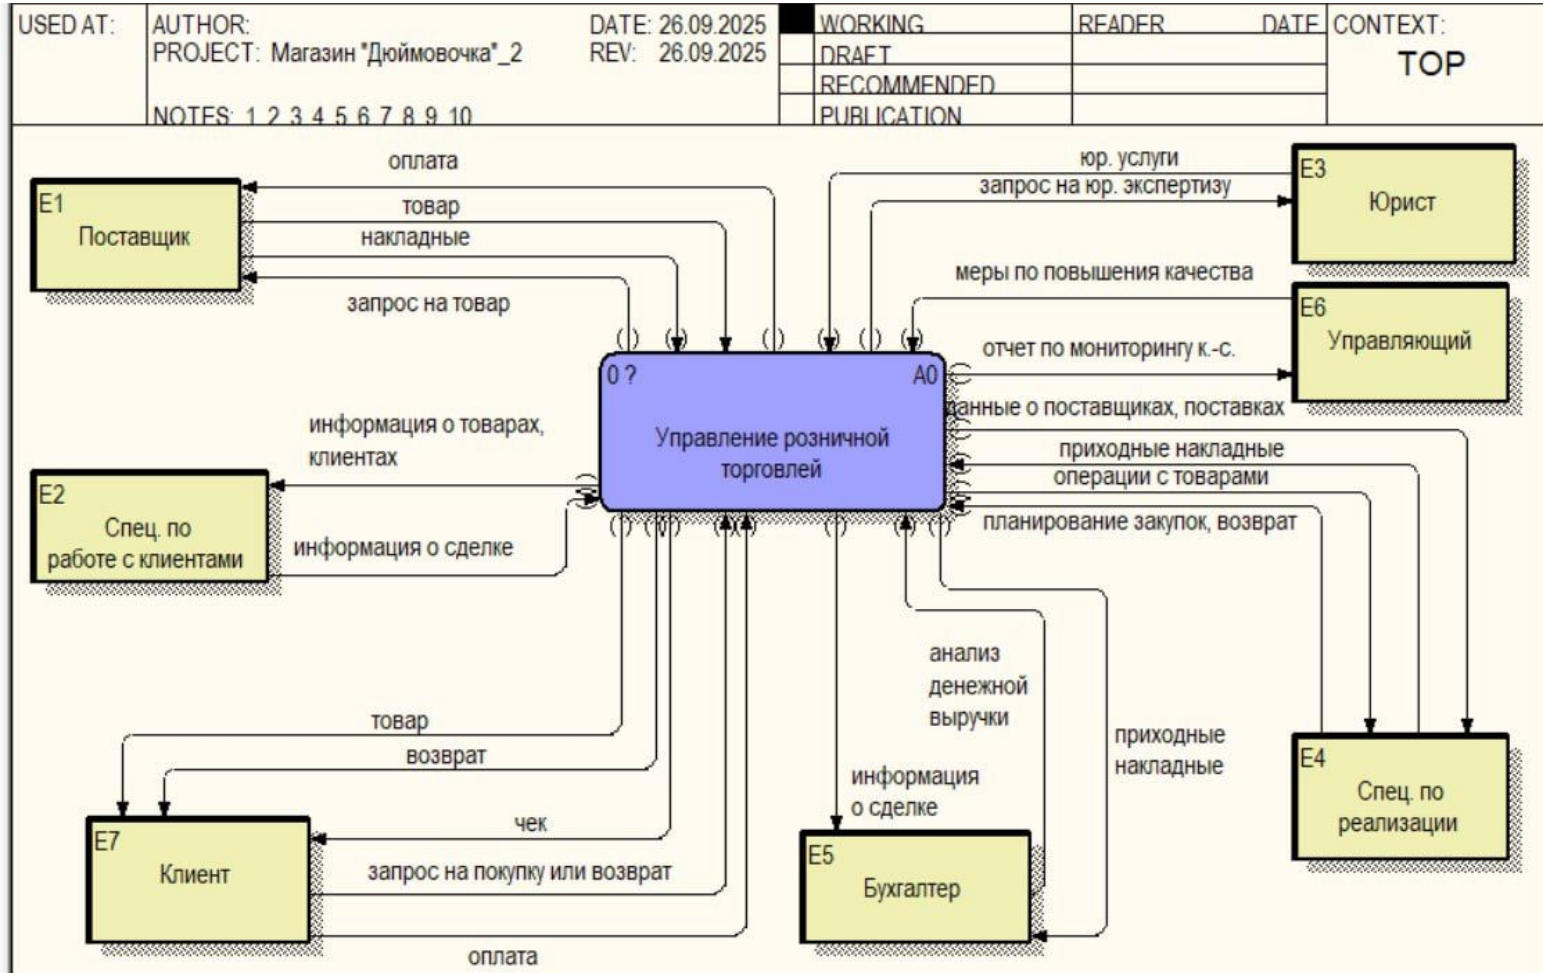 USED AT:
AUTHOR:
DATE: 26.09.2025
PROJECT: Магазин "Дюймовочка"_2
REV: 26.09.2025
NOTES: 1 2 3 4 5 6 7 8 9 10
WORKING
DRAFT
RECOMMENDED
PUBLICATION
READER
DATE
CONTEXT:
TOP
оплата
E1
Поставщик
товар
накладные
запрос на товар
юр. услуги
запрос на юр. экспертизу
E3
Юрист
меры по повышения качества
E6
Управляющий
отчет по мониторингу к.-с.
0 ?
A0
Управление розничной
торговлей
данные о поставщиках, поставках
приходные накладные
операции с товарами
планирование закупок, возврат
информация о товарах,
клиентах
E2
Спец. по
работе с клиентами
информация о сделке
анализ
денежной
выручки
приходные
накладные
товар
возврат
чек
запрос на покупку или возврат
оплата
E7
Клиент
информация
о сделке
E5
Бухгалтер
E4
Спец. по
реализации